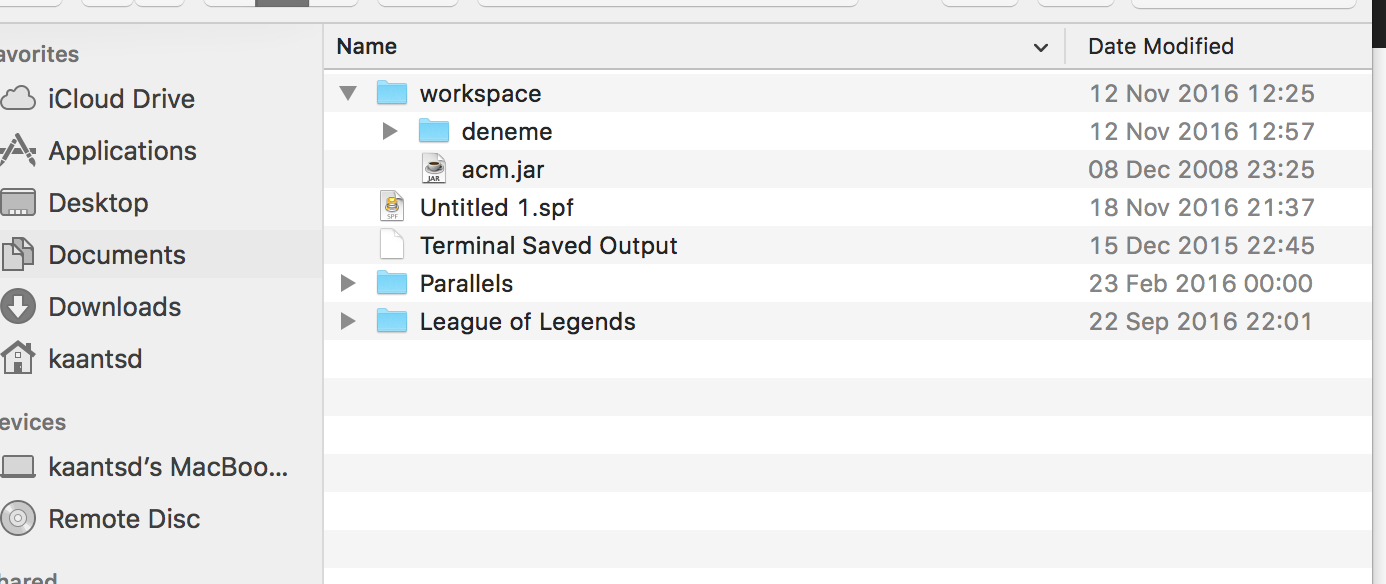 avorites
iCloud Drive
Applications
Desktop
Documents
Downloads
kaantsd
evices
kaantsd's MacBoo...
Remote Disc
hared
Name Date Modified
workspace 12 Nov 2016 12:25
deneme 12 Nov 2016 12:57
JAR acm.jar 08 Dec 2008 23:25
SPF Untitled 1.spf 18 Nov 2016 21:37
Terminal Saved Output 15 Dec 2015 22:45
Parallels 23 Feb 2016 00:00
League of Legends 22 Sep 2016 22:01